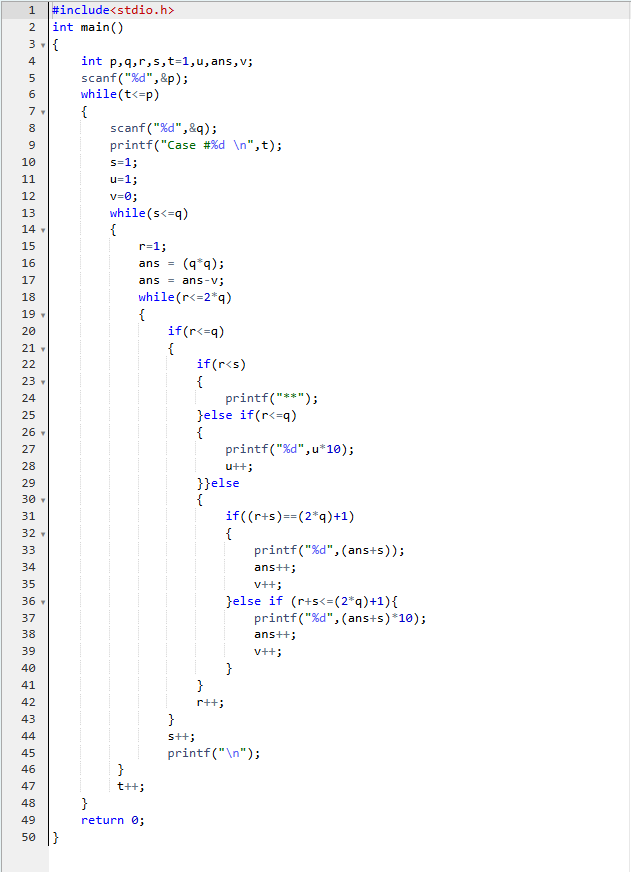 1 #include<stdio.h>
2 int main()
3 {
4 int p,q,r,s,t=1,u,ans,v;
5 scanf("%d",&p);
6 while(t<=p)
7 {
8 scanf("%d",&q);
9 printf("Case #%d \n",t);
10 s=1;
11 u=1;
12 v=0;
13 while(s<=q)
14 {
15 r=1;
16 ans = (q*q);
17 ans = ans-v;
18 while(r<=2*q)
19 {
20 if(r<=q)
21 {
22 if(r<s)
23 {
24 printf("**");
25 }else if(r<=q)
26 {
27 printf("%d",u*10);
28 u++;
29 }}else
30 {
31 if((r+s)==(2*q)+1)
32 {
33 printf("%d",(ans+s));
34 ans++;
35 v++;
36 }else if (r+s<=(2*q)+1){
37 printf("%d",(ans+s)*10);
38 ans++;
39 v++;
40 }
41 }
42 r++;
43 }
44 s++;
45 printf("\n");
46 }
47 t++;
48 }
49 return 0;
50 }